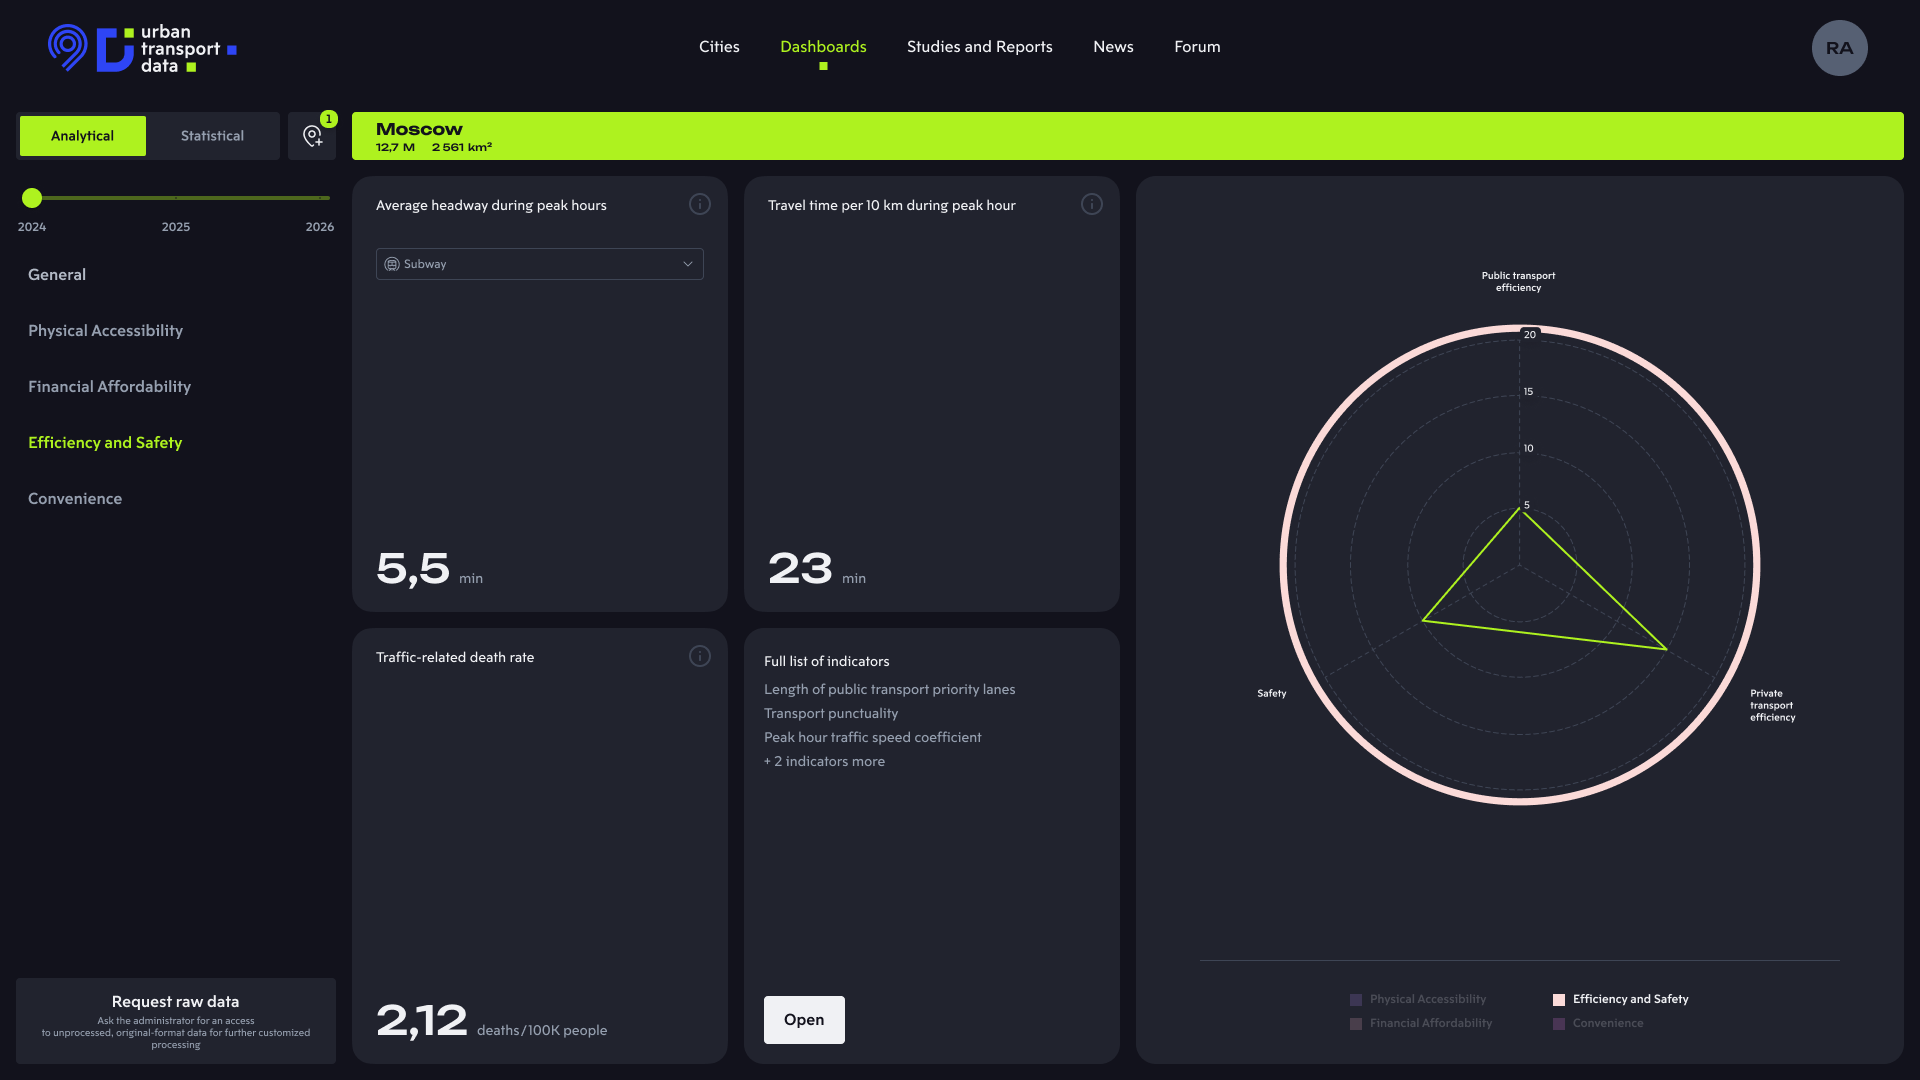 urban
transport
data
Cities
Dashboards
Studies and Reports
News
Forum
RA
Analytical
Statistical
1
Moscow
12,7 M 2 561 km²
2024
2025
2026
General
Physical Accessibility
Financial Affordability
Efficiency and Safety
Convenience
Request raw data
Ask the administrator for an access
to unprocessed, original-format data for further customized
processing
Average headway during peak hours
Subway
5,5 min
Travel time per 10 km during peak hour
23 min
Traffic-related death rate
2,12 deaths/100K people
Full list of indicators
Length of public transport priority lanes
Transport punctuality
Peak hour traffic speed coefficient
+ 2 indicators more
Open
Public transport
efficiency
20
15
10
5
Safety
Private
transport
efficiency
Physical Accessibility
Efficiency and Safety
Financial Affordability
Convenience